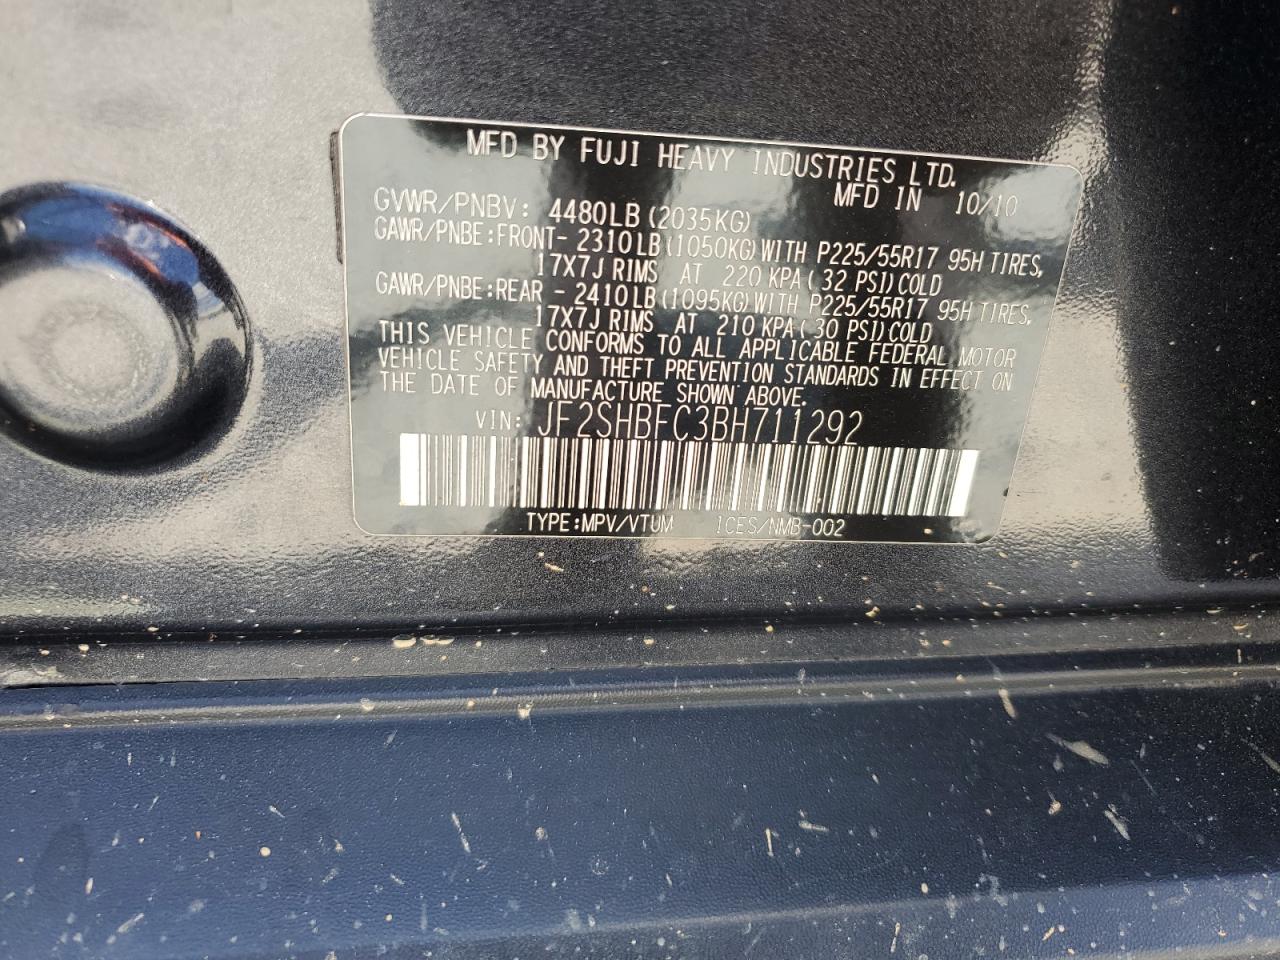 MFD BY FUJI HEAVY INDUSTRIES LTD.
MFD IN 10/10
GVWR/PNBV: 4480LB(2035KG)
GAWR/PNBE:FRONT- 2310LB(1050KG)WITH P225/55R17 95H TIRES,
17X7J RIMS AT 220 KPA( 32 PSI)COLD
GAWR/PNBE:REAR - 2410LB(1095KG)WITH P225/55R17 95H TIRES,
17X7J RIMS AT 210 KPA( 30 PSI)COLD
THIS VEHICLE CONFORMS TO ALL APPLICABLE FEDERAL MOTOR
VEHICLE SAFETY AND THEFT PREVENTION STANDARDS IN EFFECT ON
THE DATE OF MANUFACTURE SHOWN ABOVE.
VIN: JF2SHBFC3BH711292
TYPE:MPV/VTUM ICES/NMB-002